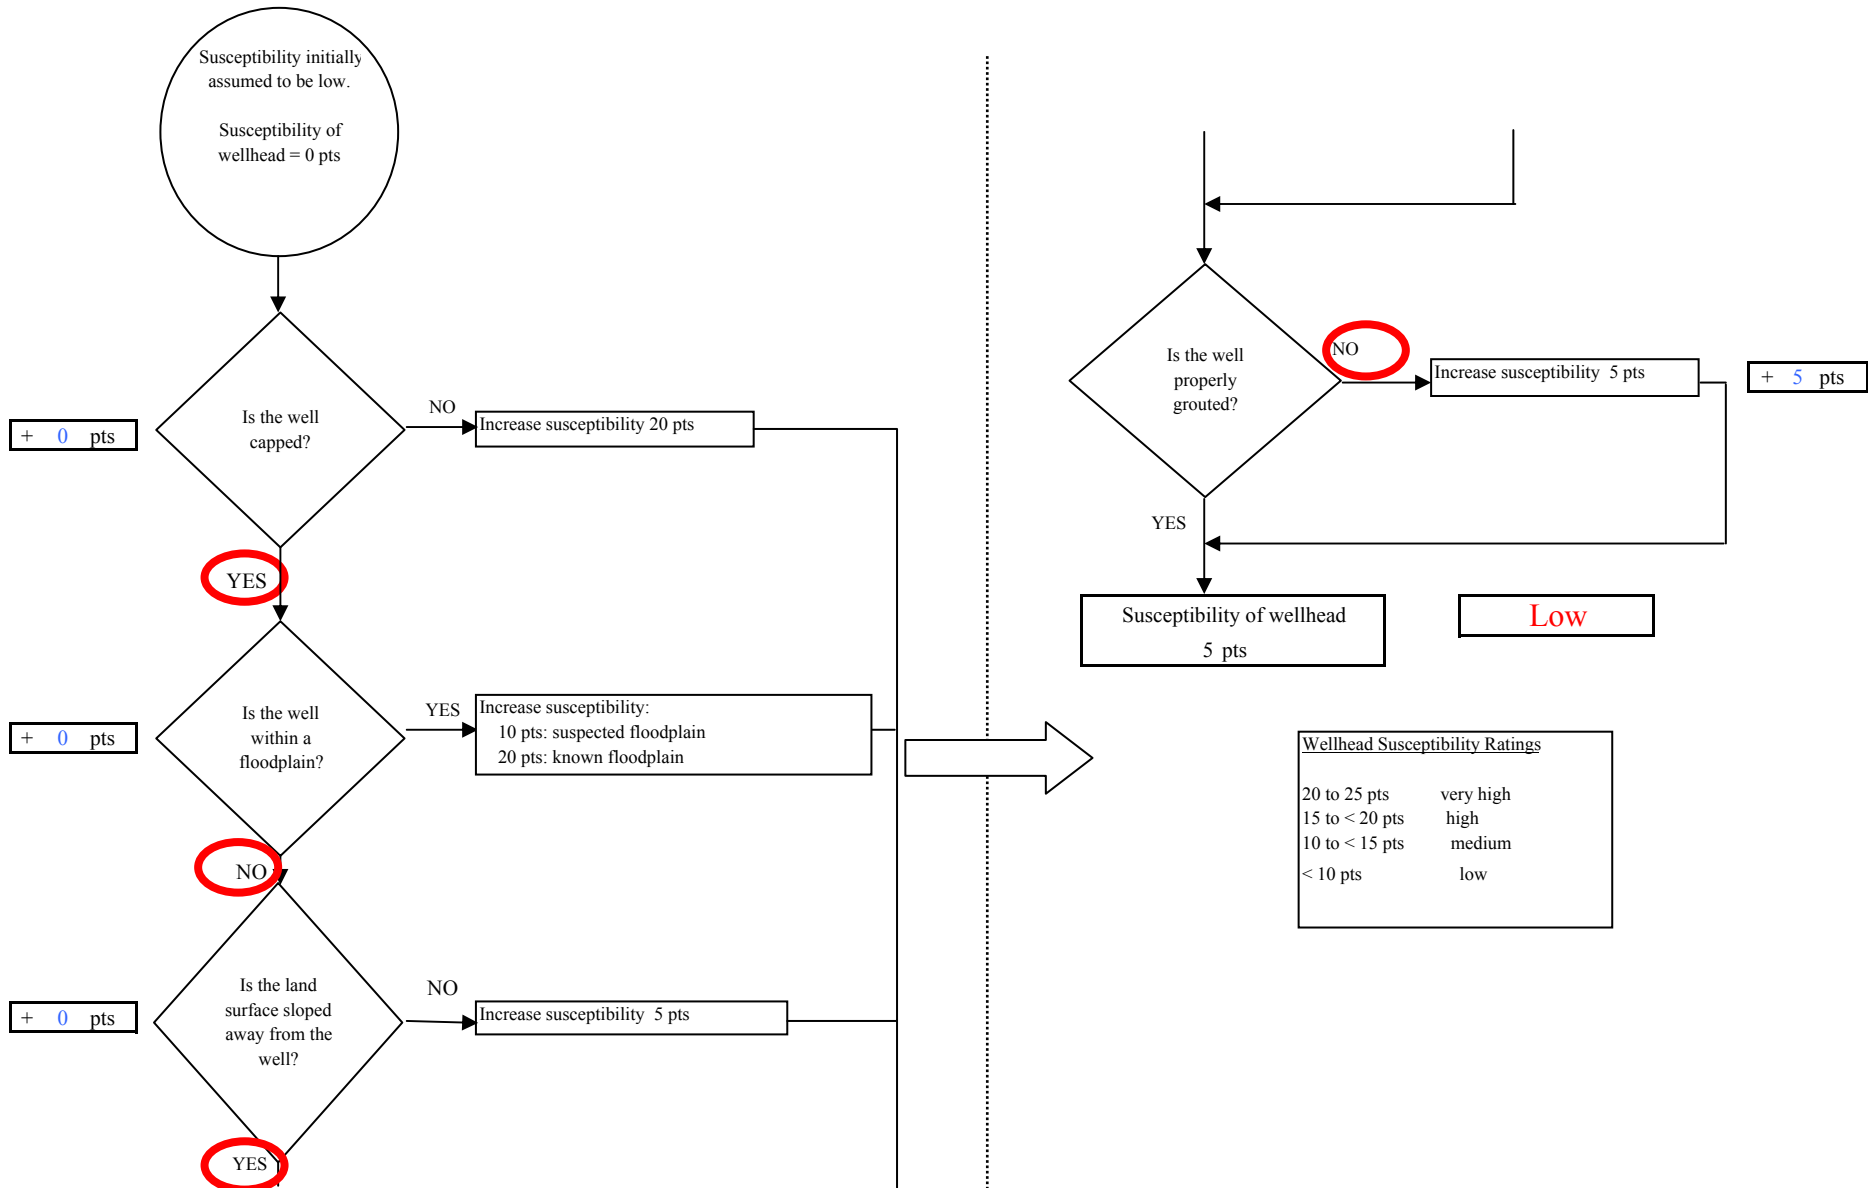 Susceptibility initially
assumed to be low.
Susceptibility of
wellhead = 0 pts
Is the well
capped?
NO
Increase susceptibility 20 pts
+ 0 pts
YES
Is the well
within a
floodplain?
YES
Increase susceptibility:
10 pts: suspected floodplain
20 pts: known floodplain
+ 0 pts
NO
Is the land
surface sloped
away from the
well?
NO
Increase susceptibility 5 pts
+ 0 pts
YES
Is the well
properly
grouted?
NO
Increase susceptibility 5 pts
+ 5 pts
YES
Susceptibility of wellhead
5 pts
Low
Wellhead Susceptibility Ratings
20 to 25 pts very high
15 to < 20 pts high
10 to < 15 pts medium
< 10 pts low